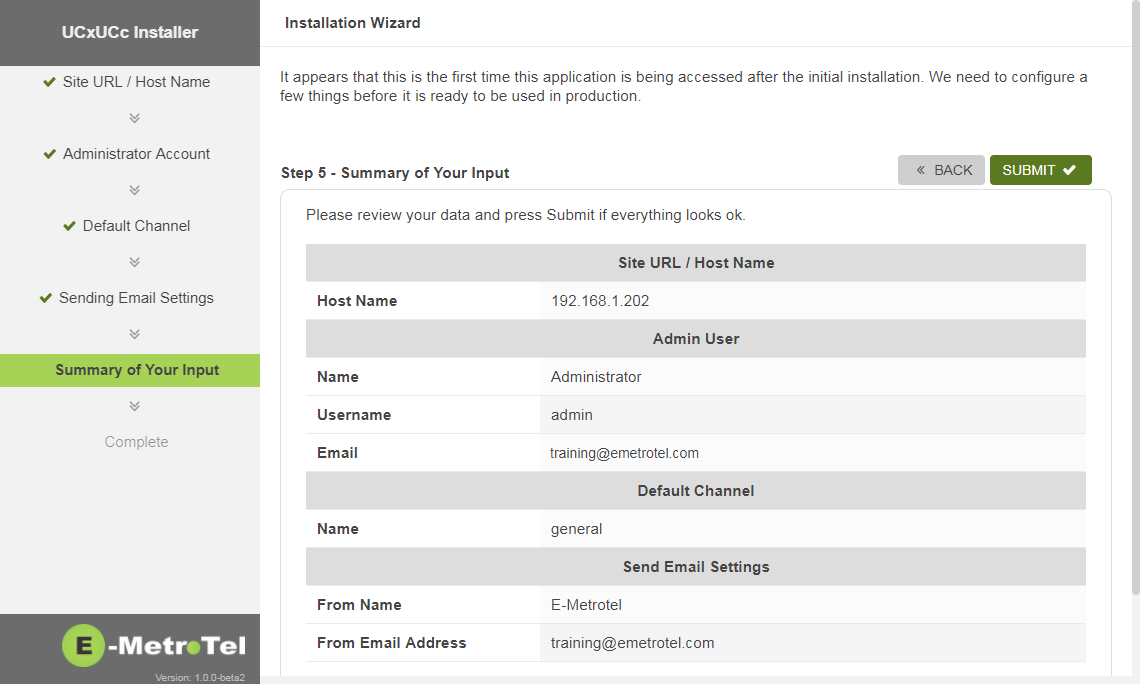 UCxUCc Installer
Site URL / Host Name
Administrator Account
Default Channel
Sending Email Settings
Summary of Your Input
Complete
E-MetroTel
Version: 1.0.0-beta2
Installation Wizard
It appears that this is the first time this application is being accessed after the initial installation. We need to configure a
few things before it is ready to be used in production.
Step 5 - Summary of Your Input
« BACK
SUBMIT
Please review your data and press Submit if everything looks ok.
Site URL / Host Name
Host Name 192.168.1.202
Admin User
Name Administrator
Username admin
Email training@emetrotel.com
Default Channel
Name general
Send Email Settings
From Name E-Metrotel
From Email Address training@emetrotel.com